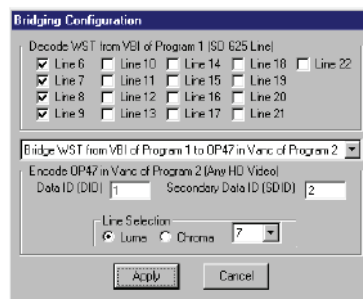 Bridging Configuration
Decode WST from VBI of Program 1 (SD 625 Line)
Line 6 Line 10 Line 14 Line 18 Line 22
Line 7 Line 11 Line 15 Line 19
Line 8 Line 12 Line 16 Line 20
Line 9 Line 13 Line 17 Line 21
Bridge WST from VBI of Program 1 to OP47 in Vanc of Program 2
Encode OP47 in Vanc of Program 2 (Any HD Video)
Data ID (DID) 1 Secondary Data ID (SDID) 2
Line Selection
Luma Chroma 7
Apply Cancel